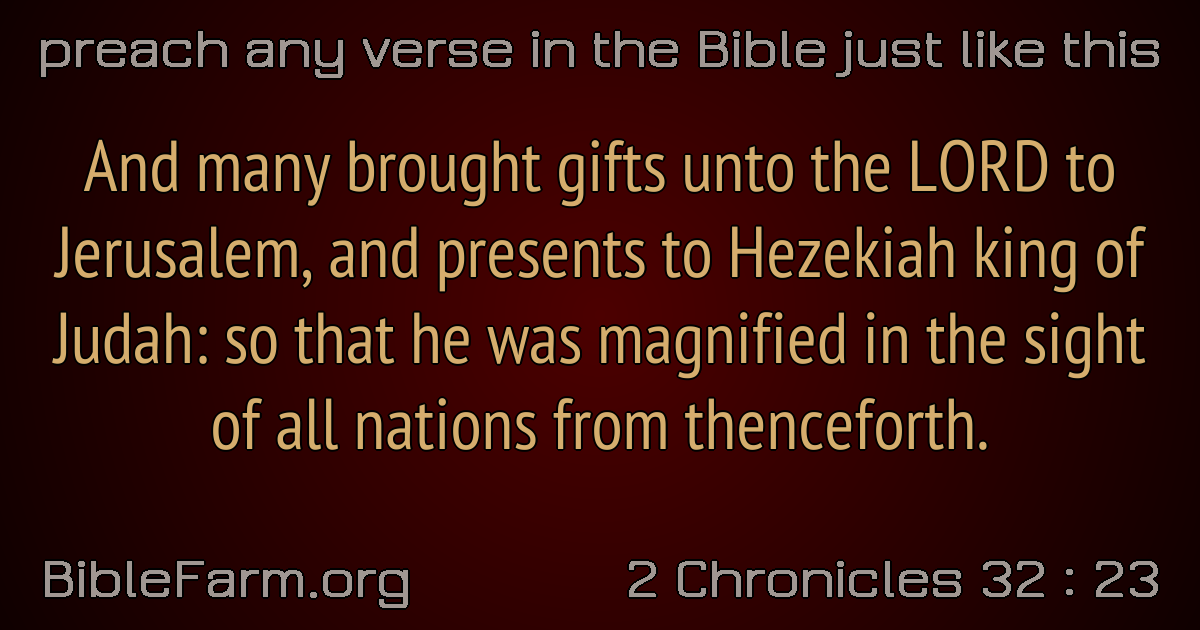 preach any verse in the Bible just like this
And many brought gifts unto the LORD to
Jerusalem, and presents to Hezekiah king of
Judah: so that he was magnified in the sight
of all nations from thenceforth.
BibleFarm.org
2 Chronicles 32 : 23